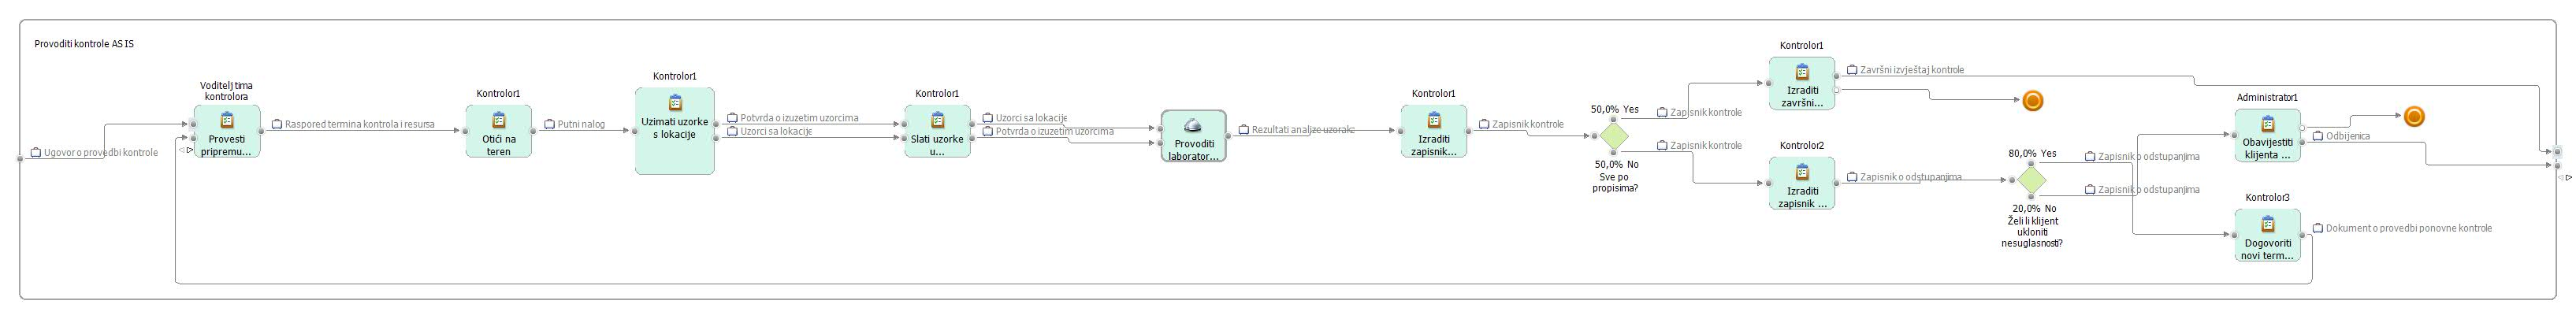 Provoditi kontrole AS IS
Ugovor o provedbi kontrole
Voditelj tima
kontrolora
Provesti
pripremu...
Raspored termina kontrola i resursa
Kontrolor1
Otići na
teren
Putni nalog
Kontrolor1
Uzimati uzorke
s lokacije
Potvrda o izuzetim uzorcima
Uzorci sa lokacije
Kontrolor1
Slati uzorke
u...
Uzorci sa lokacije
Potvrda o izuzetim uzorcima
Provoditi
laborator...
Rezultati analize uzoraka
Kontrolor1
Izraditi
zapisnik...
Zapisnik kontrole
50,0% Yes
50,0% No
Sve po
propisima?
Zapisnik kontrole
Zapisnik kontrole
Kontrolor1
Izraditi
završni...
Završni izvještaj kontrole
Kontrolor2
Izraditi
zapisnik ...
Zapisnik o odstupanjima
80,0% Yes
20,0% No
Želi li klijent
ukloniti
nesuglasnosti?
Zapisnik o odstupanjima
Zapisnik o odstupanjima
Administrator1
Obavijestiti
klijenta ...
Odbijenica
Kontrolor3
Dogovoriti
novi term...
Dokument o provedbi ponovne kontrole